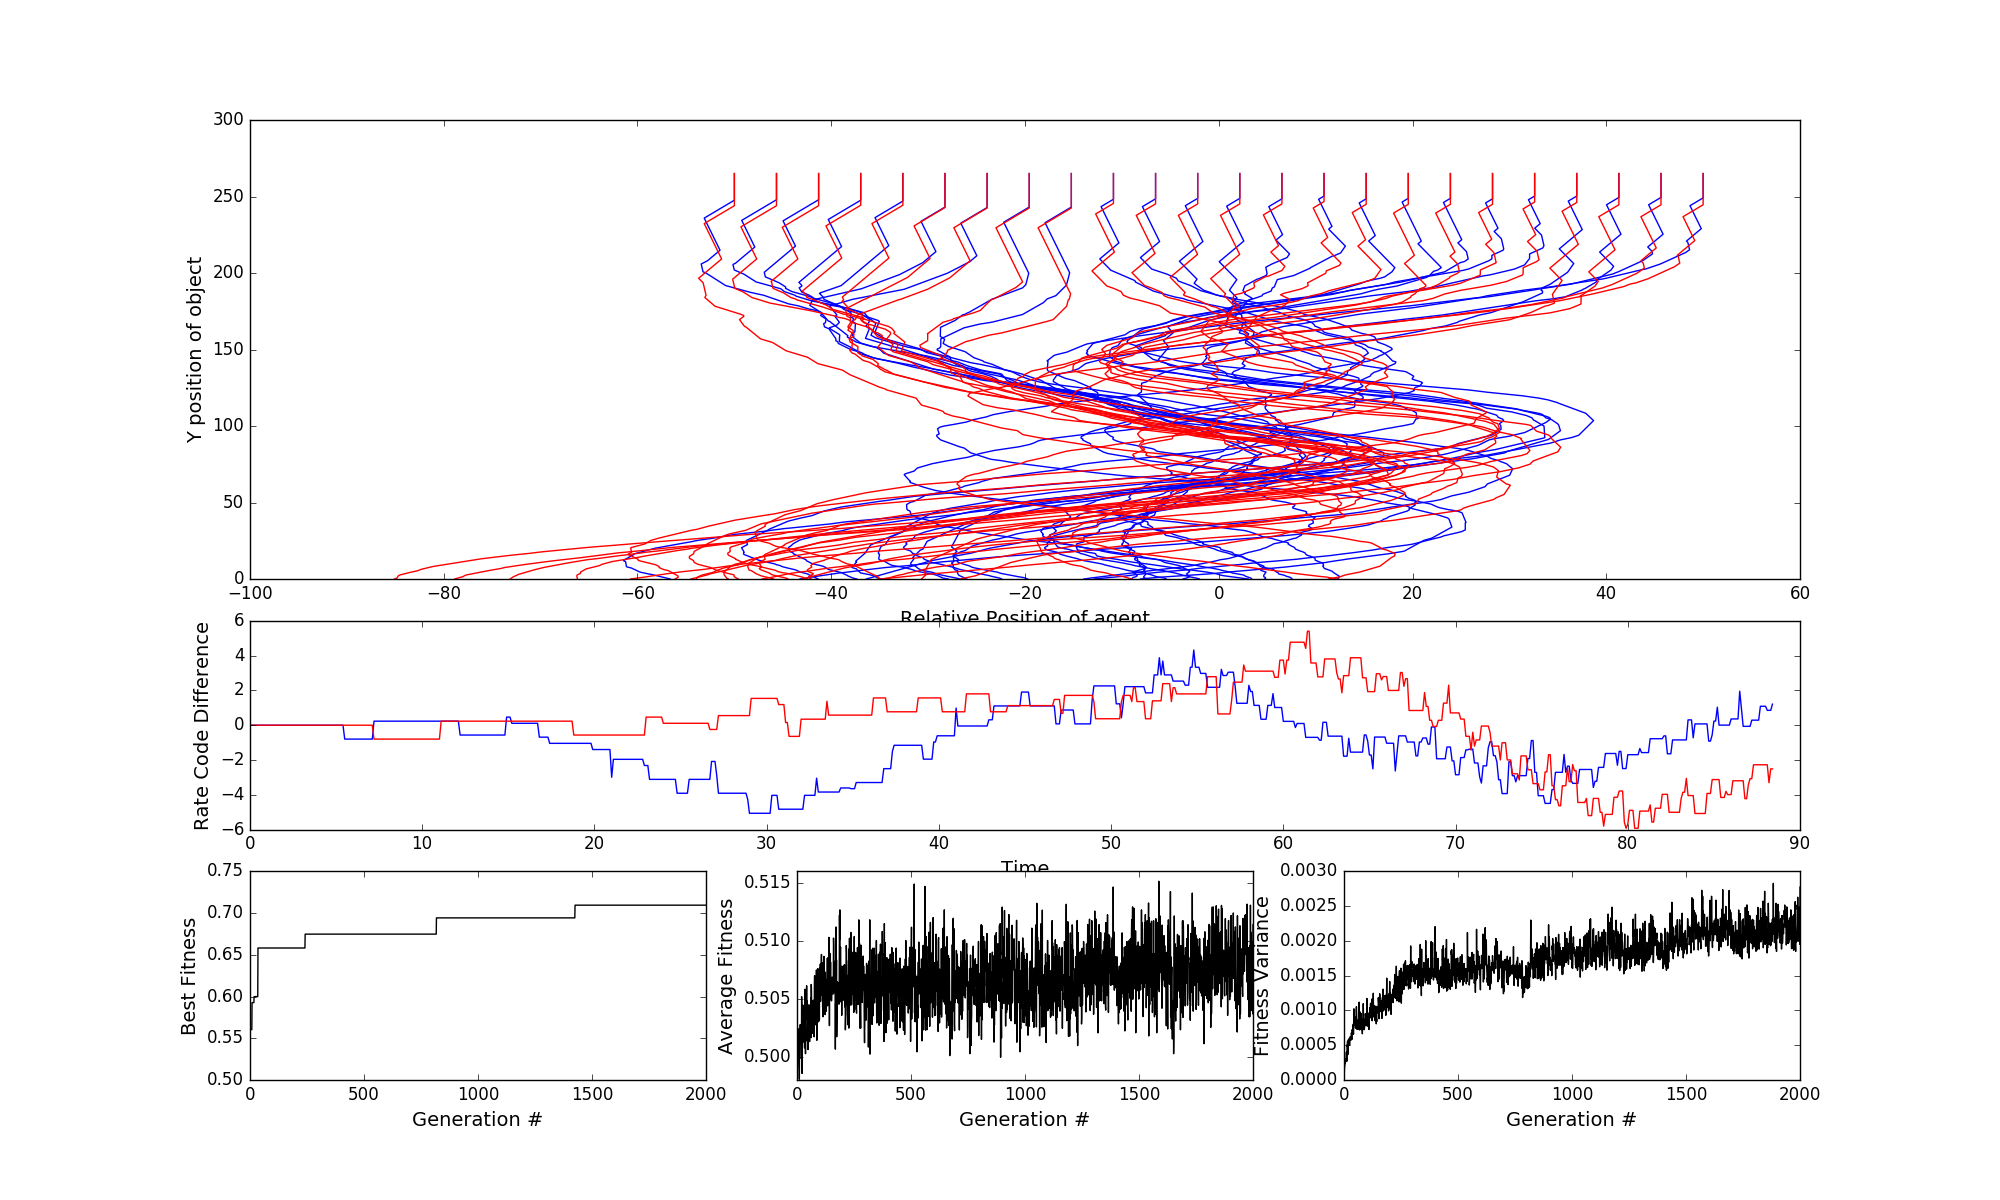 300
250
200
150
100
50
0
Y position of object
−100 −80 −60 −40 −20 0 20 40 60
Relative Position of agent
6
4
2
0
−2
−4
−6
Rate Code Difference
0 10 20 30 40 50 60 70 80 90
Time
0.75
0.70
0.65
0.60
0.55
0.50
Best Fitness
0 500 1000 1500 2000
Generation #
0.515
0.510
0.505
0.500
Average Fitness
0 500 1000 1500 2000
Generation #
0.0030
0.0025
0.0020
0.0015
0.0010
0.0005
0.0000
Fitness Variance
0 500 1000 1500 2000
Generation #